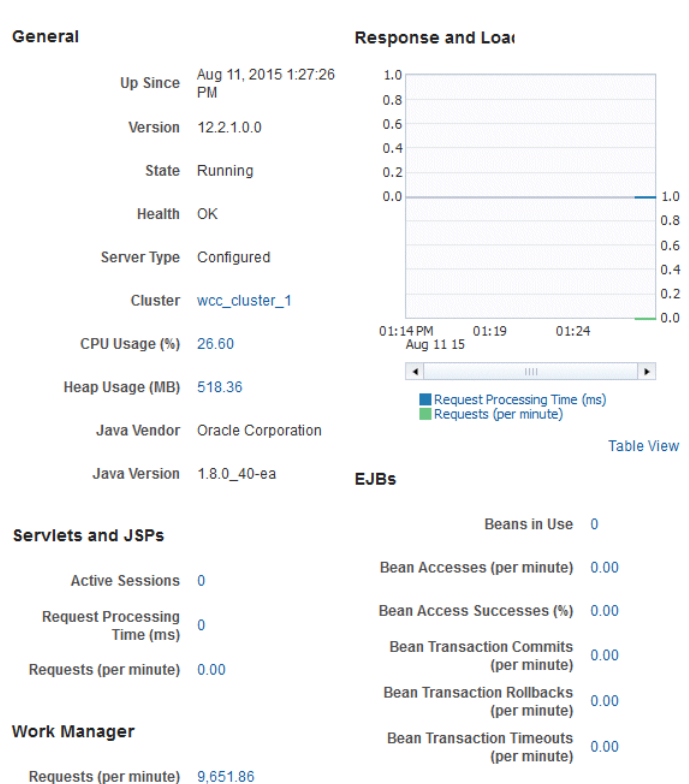 General
Up Since Aug 11, 2015 1:27:26
PM
Version 12.2.1.0.0
State Running
Health OK
Server Type Configured
Cluster wcc_cluster_1
CPU Usage (%) 26.60
Heap Usage (MB) 518.36
Java Vendor Oracle Corporation
Java Version 1.8.0_40-ea
Servlets and JSPs
Active Sessions 0
Request Processing
Time (ms) 0
Requests (per minute) 0.00
Work Manager
Requests (per minute) 9,651.86
Response and Loa
1.0
0.8
0.6
0.4
0.2
0.0
1.0
0.8
0.6
0.4
0.2
0.0
01:14 PM 01:19 01:24
Aug 11 15
Request Processing Time (ms)
Requests (per minute)
Table View
EJBs
Beans in Use 0
Bean Accesses (per minute) 0.00
Bean Access Successes (%) 0.00
Bean Transaction Commits
(per minute) 0.00
Bean Transaction Rollbacks
(per minute) 0.00
Bean Transaction Timeouts
(per minute) 0.00